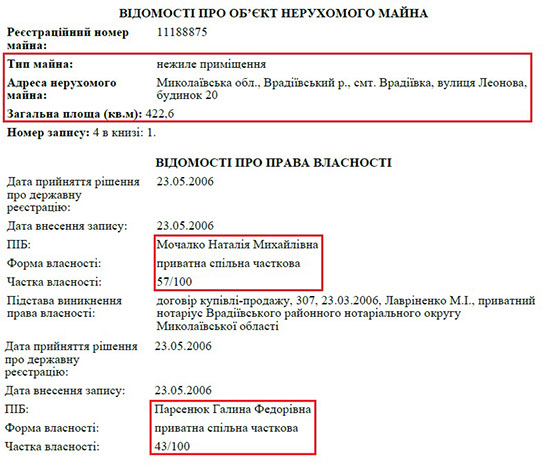 ВІДОМОСТІ ПРО ОБ’ЄКТ НЕРУХОМОГО МАЙНА
Реєстраційний номер майна: 11188875
Тип майна: нежиле приміщення
Адреса нерухомого майна: Миколаївська обл., Врадіївський р., смт. Врадіївка, вулиця Леонова, будинок 20
Загальна площа (кв.м): 422,6
Номер запису: 4 в книзі: 1.
ВІДОМОСТІ ПРО ПРАВА ВЛАСНОСТІ
Дата прийняття рішення про державну реєстрацію: 23.05.2006
Дата внесення запису: 23.05.2006
ПІБ: Мочалко Наталія Михайлівна
Форма власності: приватна спільна часткова
Частка власності: 57/100
Підстава виникнення права власності: договір купівлі-продажу, 307, 23.03.2006, Лавріненко М.І., приватний нотаріус Врадіївського районного нотаріального округу Миколаївської області
Дата прийняття рішення про державну реєстрацію: 23.05.2006
Дата внесення запису: 23.05.2006
ПІБ: Парсенюк Галина Федорівна
Форма власності: приватна спільна часткова
Частка власності: 43/100